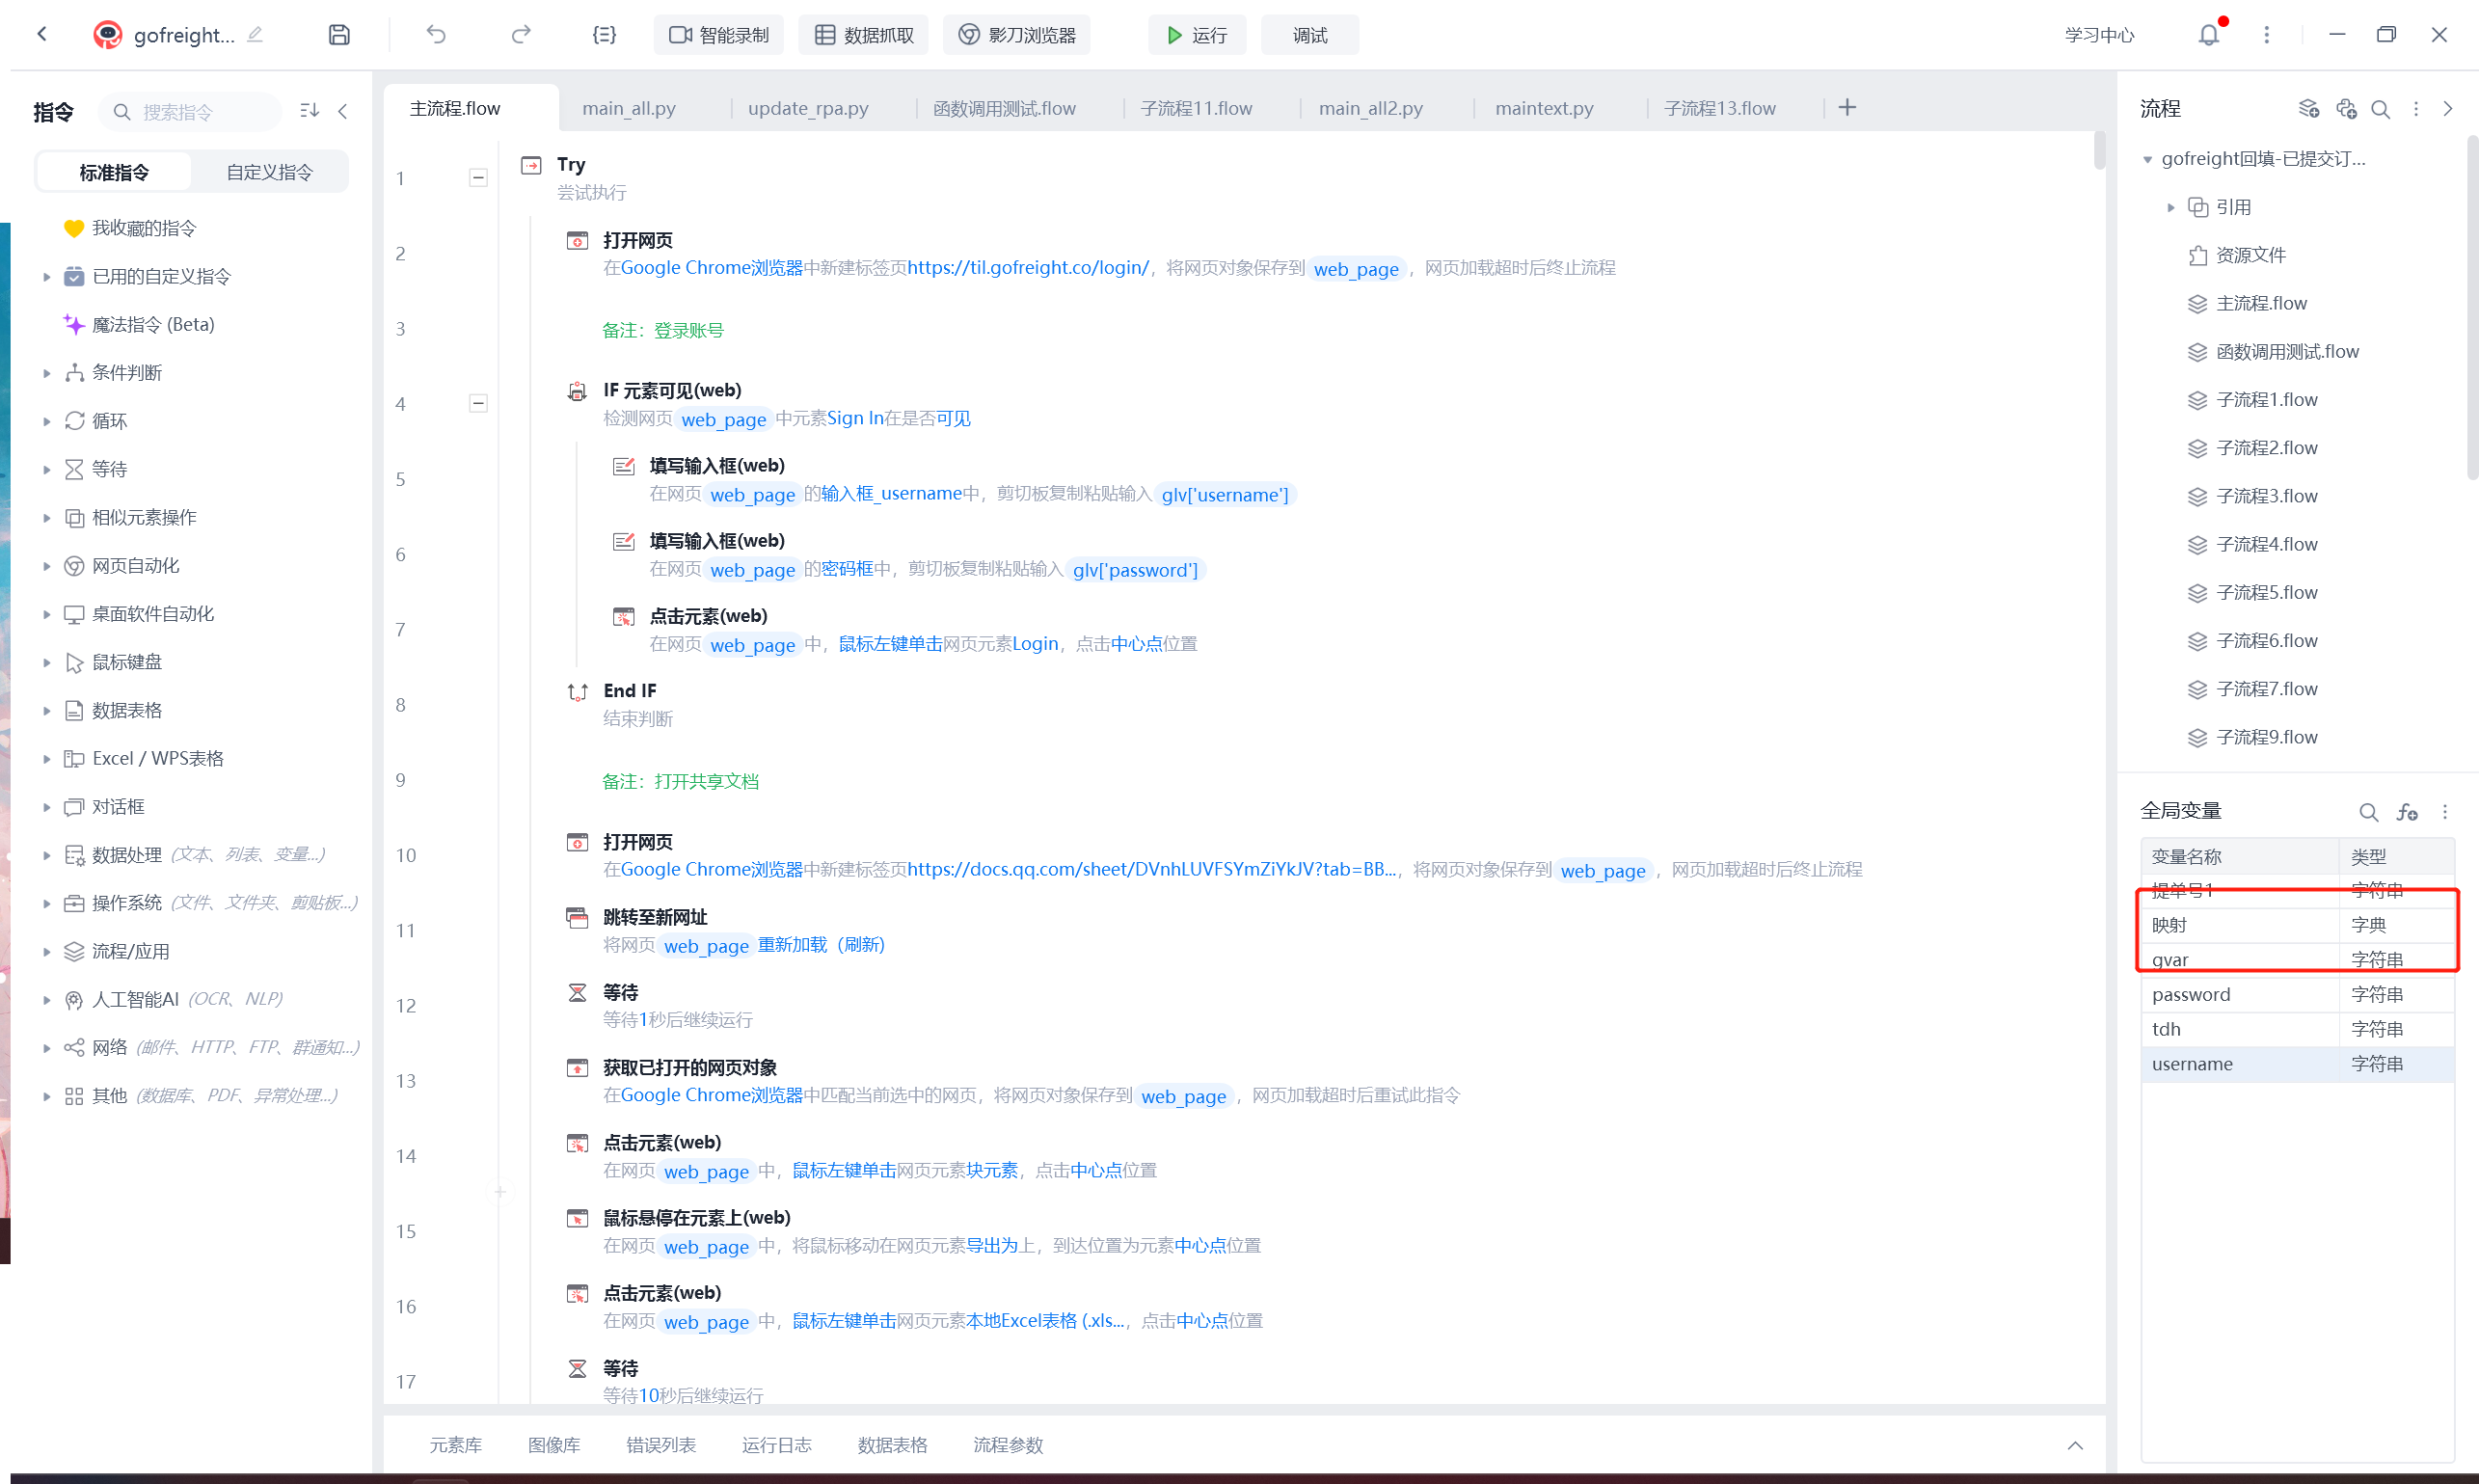 gofreight...
智能录制
数据抓取
影刀浏览器
运行
调试
学习中心
指令
搜索指令
标准指令
自定义指令
我收藏的指令
已用的自定义指令
魔法指令 (Beta)
条件判断
循环
等待
相似元素操作
网页自动化
桌面软件自动化
鼠标键盘
数据表格
Excel / WPS表格
对话框
数据处理 (文本、列表、变量...)
操作系统 (文件、文件夹、剪贴板...)
流程/应用
人工智能AI (OCR、NLP)
网络 (邮件、HTTP、FTP、群通知...)
其他 (数据库、PDF、异常处理...)
主流程.flow
main_all.py
update_rpa.py
函数调用测试.flow
子流程11.flow
main_all2.py
maintext.py
子流程13.flow
1
Try
尝试执行
2
打开网页
在Google Chrome浏览器中新建标签页https://til.gofreight.co/login/，将网页对象保存到 web_page ，网页加载超时后终止流程
3
备注：登录账号
4
IF 元素可见(web)
检测网页 web_page 中元素Sign In在是否可见
5
填写输入框(web)
在网页 web_page 的输入框_username中，剪切板复制粘贴输入 glv['username']
6
填写输入框(web)
在网页 web_page 的密码框中，剪切板复制粘贴输入 glv['password']
7
点击元素(web)
在网页 web_page 中，鼠标左键单击网页元素Login，点击中心点位置
8
End IF
结束判断
9
备注：打开共享文档
10
打开网页
在Google Chrome浏览器中新建标签页https://docs.qq.com/sheet/DVnhLUVFSYmZiYkJV?tab=BB...，将网页对象保存到 web_page ，网页加载超时后终止流程
11
跳转至新网址
将网页 web_page 重新加载（刷新)
12
等待
等待1秒后继续运行
13
获取已打开的网页对象
在Google Chrome浏览器中匹配当前选中的网页，将网页对象保存到 web_page ，网页加载超时后重试此指令
14
点击元素(web)
在网页 web_page 中，鼠标左键单击网页元素块元素，点击中心点位置
15
鼠标悬停在元素上(web)
在网页 web_page 中，将鼠标移动在网页元素导出为上，到达位置为元素中心点位置
16
点击元素(web)
在网页 web_page 中，鼠标左键单击网页元素本地Excel表格 (.xls...，点击中心点位置
17
等待
等待10秒后继续运行
元素库
图像库
错误列表
运行日志
数据表格
流程参数
流程
gofreight回填-已提交订...
引用
资源文件
主流程.flow
函数调用测试.flow
子流程1.flow
子流程2.flow
子流程3.flow
子流程4.flow
子流程5.flow
子流程6.flow
子流程7.flow
子流程9.flow
全局变量
变量名称 类型
提单号1 字符串
映射 字典
gvar 字符串
password 字符串
tdh 字符串
username 字符串